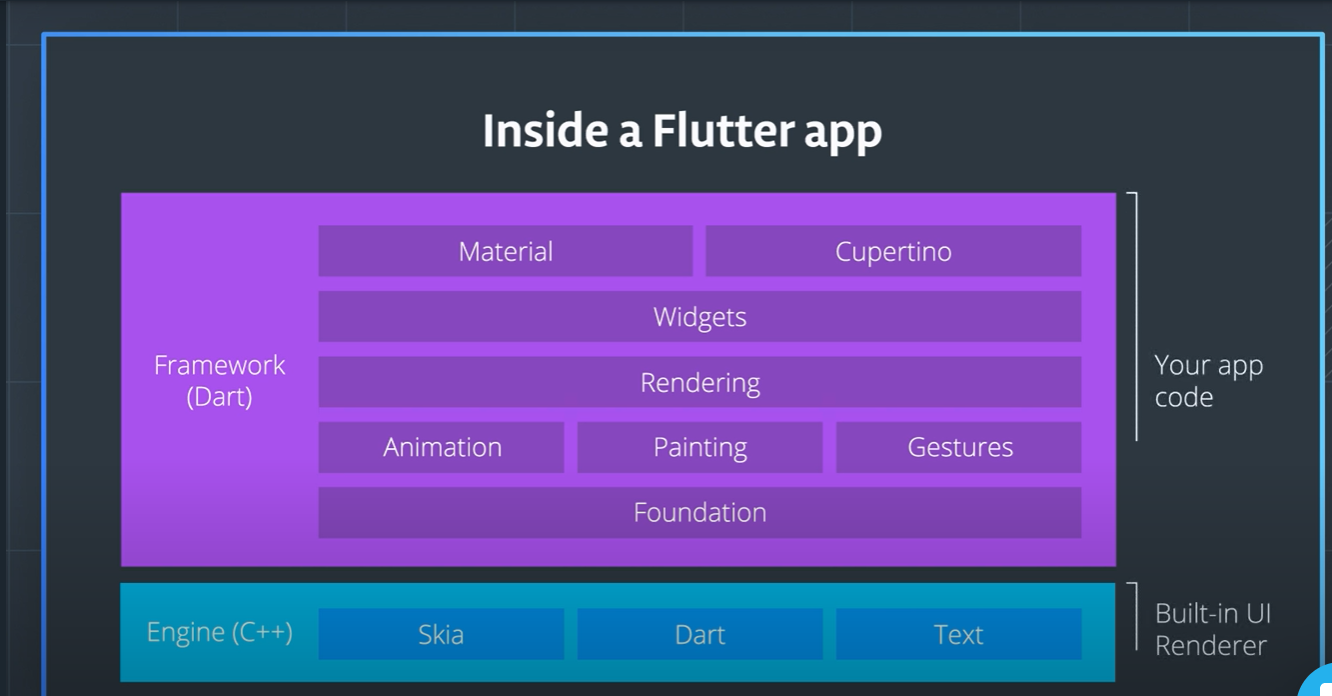 Inside a Flutter app
Material
Cupertino
Widgets
Framework
(Dart)
Rendering
Your app
code
Animation
Painting
Gestures
Foundation
Engine (C++)
Skia
Dart
Text
Built-in UI
Renderer